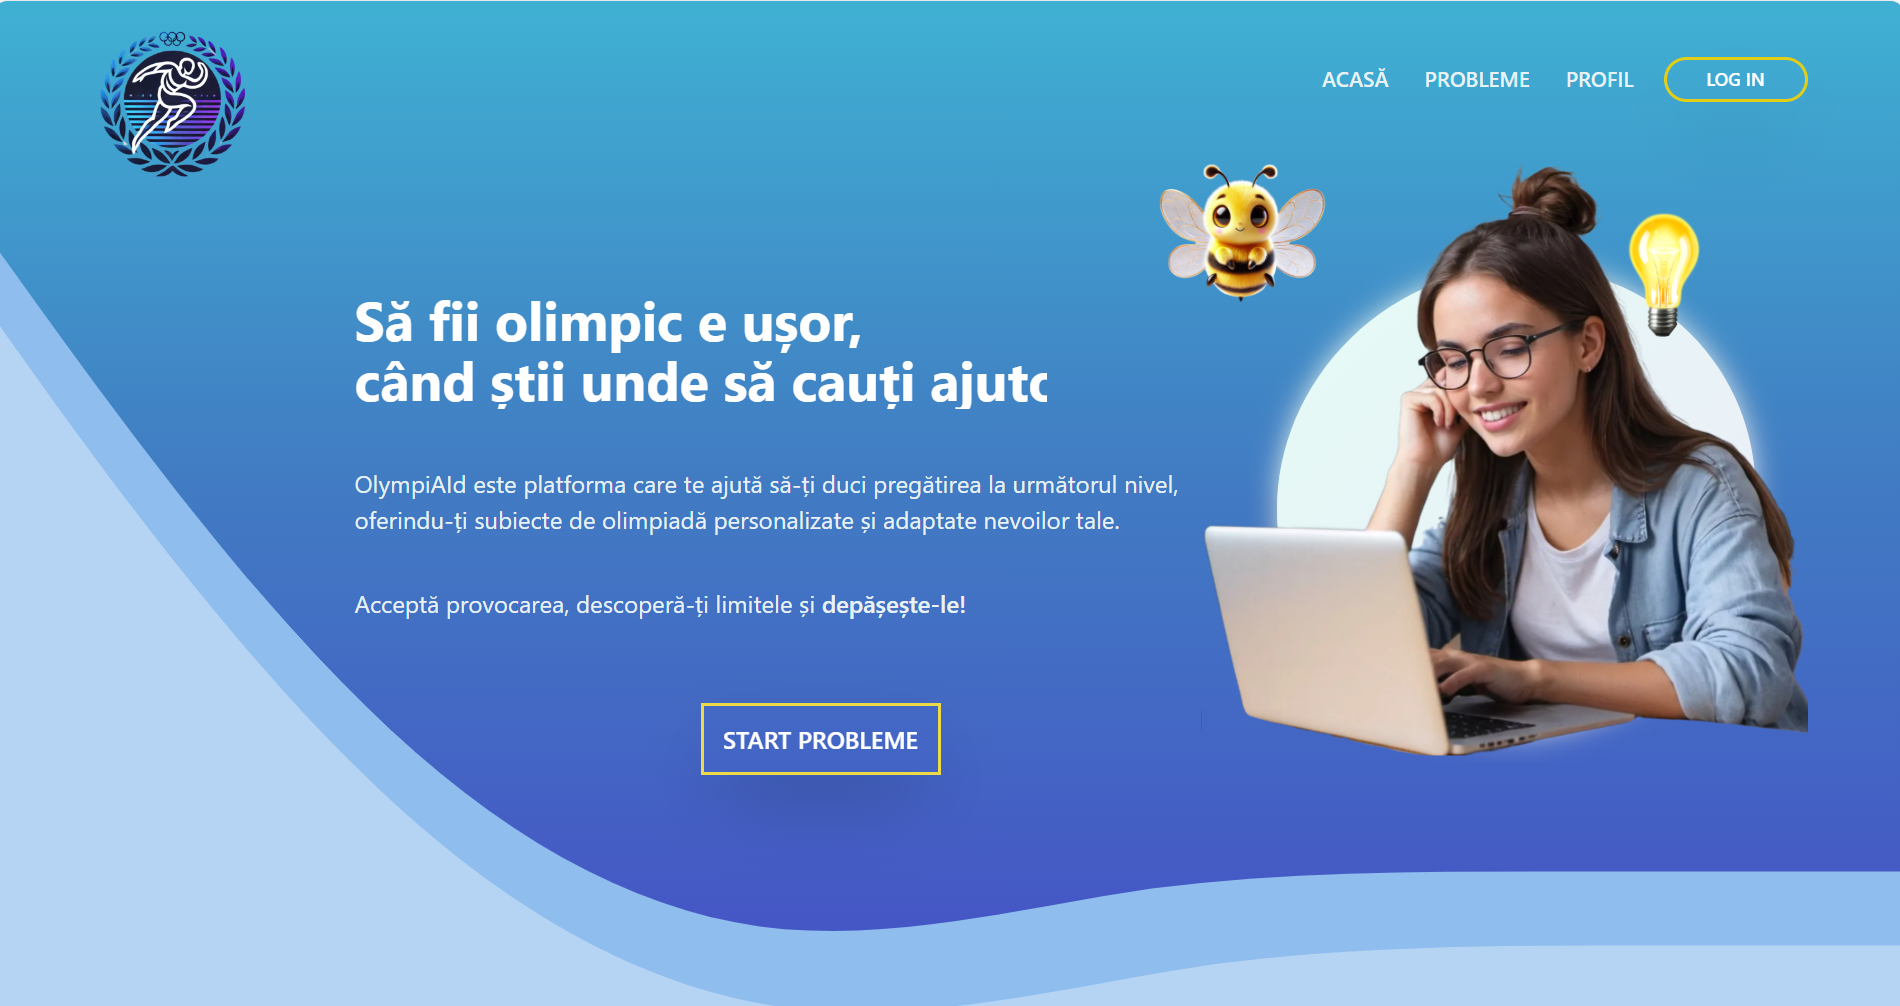 ACASĂ PROBLEME PROFIL LOG IN
Să fii olimpic e ușor,
când știi unde să cauți ajutc
OlympiAId este platforma care te ajută să-ți duci pregătirea la următorul nivel,
oferindu-ți subiecte de olimpiadă personalizate și adaptate nevoilor tale.
Acceptă provocarea, descoperă-ți limitele și depășește-le!
START PROBLEME